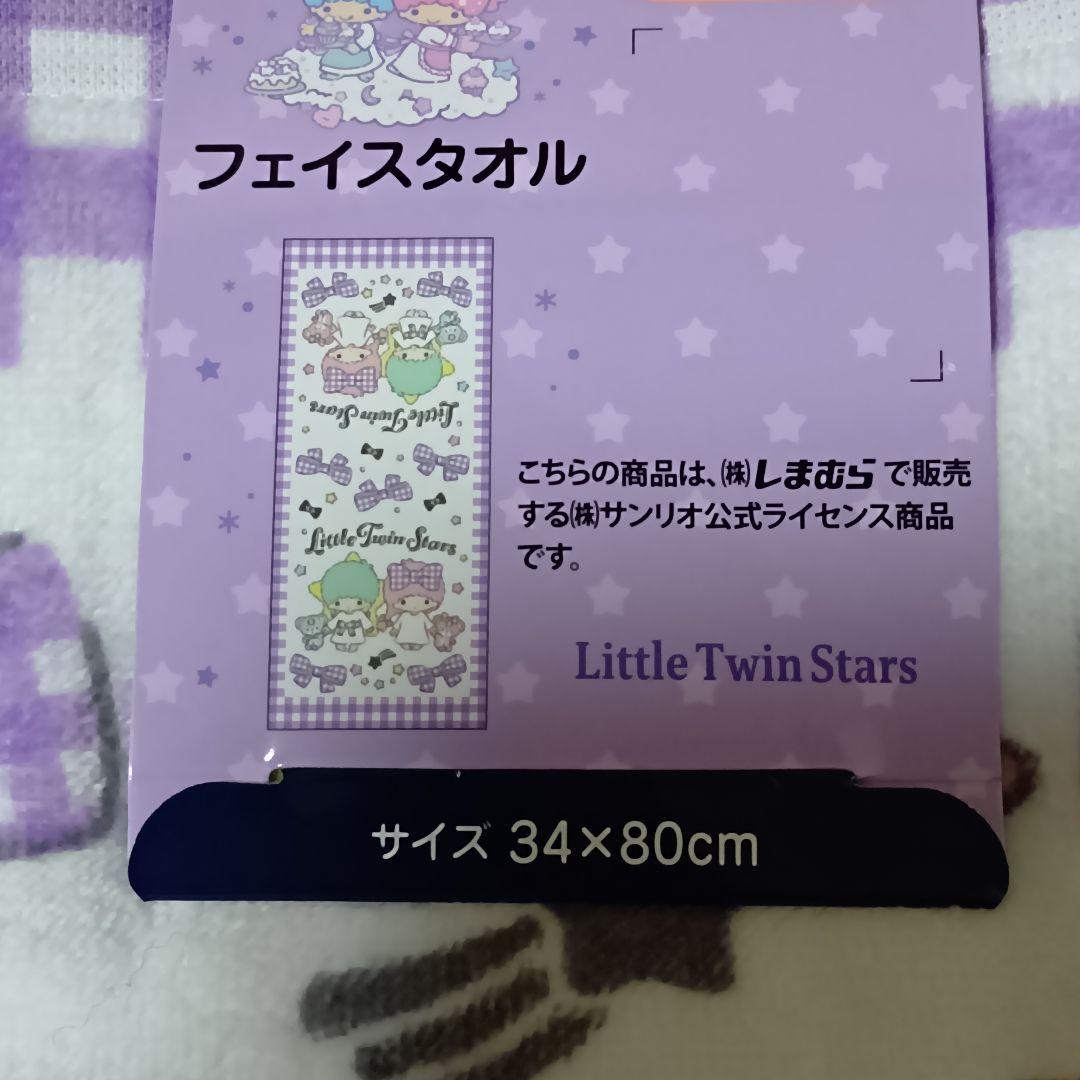 フェイスタオル
Little Twin Stars
Little Twin Stars
こちらの商品は、㈱しまむらで販売
する㈱サンリオ公式ライセンス商品
です。
Little Twin Stars
サイズ 34×80cm